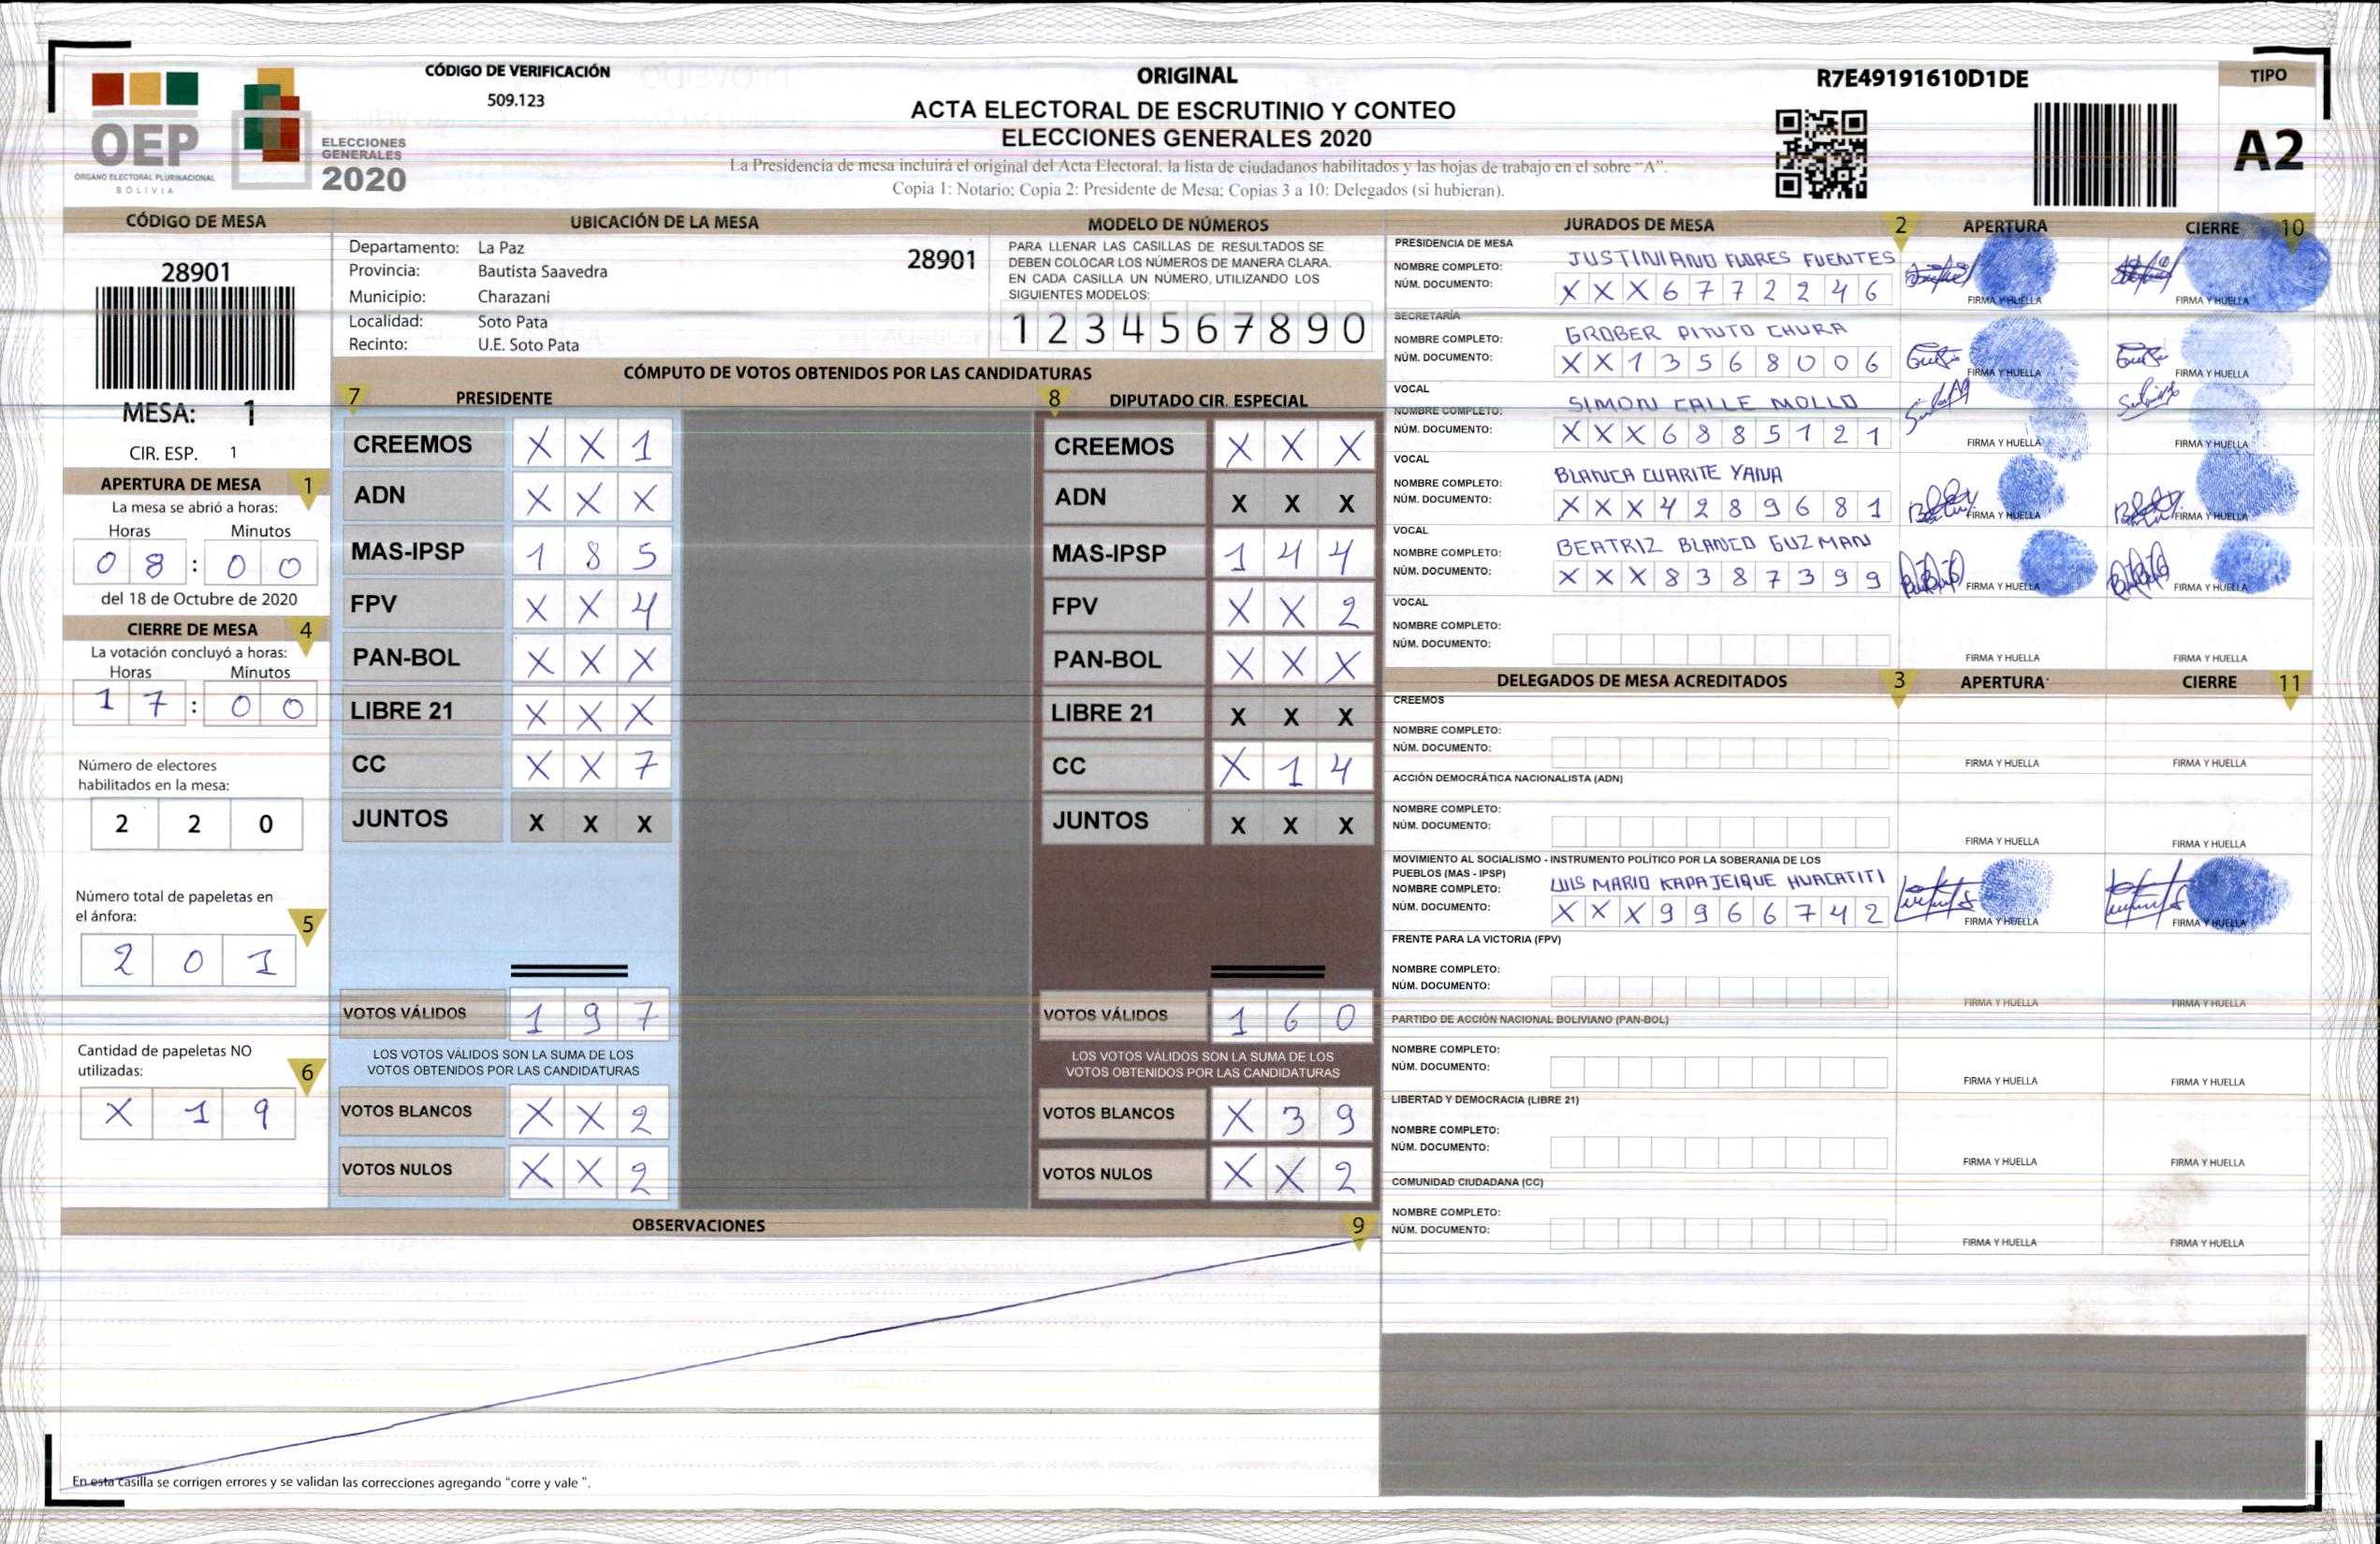 CÓDIGO DE VERIFICACIÓN
509.123
OEP
ÓRGANO ELECTORAL PLURINACIONAL
BOLIVIA
ELECCIONES
GENERALES
2020
ORIGINAL
ACTA ELECTORAL DE ESCRUTINIO Y CONTEO
ELECCIONES GENERALES 2020
La Presidencia de mesa incluirá el original del Acta Electoral, la lista de ciudadanos habilitados y las hojas de trabajo en el sobre "A".
Copia 1: Notario; Copia 2: Presidente de Mesa; Copias 3 a 10: Delegados (si hubieran).
R7E49191610D1DE
TIPO
A2
CÓDIGO DE MESA
28901
MESA: 1
CIR. ESP. 1
APERTURA DE MESA 1
La mesa se abrió a horas:
Horas Minutos
0 8 : 0 0
del 18 de Octubre de 2020
CIERRE DE MESA 4
La votación concluyó a horas:
Horas Minutos
1 7 : 0 0
Número de electores
habilitados en la mesa:
2 2 0
Número total de papeletas en
el ánfora: 5
2 0 1
Cantidad de papeletas NO
utilizadas: 6
X 1 9
UBICACIÓN DE LA MESA
Departamento: La Paz
28901
Provincia: Bautista Saavedra
Municipio: Charazani
Localidad: Soto Pata
Recinto: U.E. Soto Pata
MODELO DE NÚMEROS
PARA LLENAR LAS CASILLAS DE RESULTADOS SE
DEBEN COLOCAR LOS NÚMEROS DE MANERA CLARA.
EN CADA CASILLA UN NÚMERO, UTILIZANDO LOS
SIGUIENTES MODELOS:
1 2 3 4 5 6 7 8 9 0
CÓMPUTO DE VOTOS OBTENIDOS POR LAS CANDIDATURAS
7 PRESIDENTE
CREEMOS X X 1
ADN X X X
MAS-IPSP 1 8 5
FPV X X 4
PAN-BOL X X X
LIBRE 21 X X X
CC X X 7
JUNTOS X X X
VOTOS VÁLIDOS 1 9 7
LOS VOTOS VÁLIDOS SON LA SUMA DE LOS
VOTOS OBTENIDOS POR LAS CANDIDATURAS
VOTOS BLANCOS X X 2
VOTOS NULOS X X 2
8 DIPUTADO CIR. ESPECIAL
CREEMOS X X X
ADN X X X
MAS-IPSP 1 4 4
FPV X X 2
PAN-BOL X X X
LIBRE 21 X X X
CC X 1 4
JUNTOS X X X
VOTOS VÁLIDOS 1 6 0
LOS VOTOS VÁLIDOS SON LA SUMA DE LOS
VOTOS OBTENIDOS POR LAS CANDIDATURAS
VOTOS BLANCOS X 3 9
VOTOS NULOS X X 2
OBSERVACIONES 9
En esta casilla se corrigen errores y se validan las correcciones agregando "corre y vale".
JURADOS DE MESA 2 APERTURA CIERRE 10
PRESIDENCIA DE MESA
NOMBRE COMPLETO: JUSTINIANO FLORES FUENTES
NÚM. DOCUMENTO: X X X 6 7 7 2 2 4 6
FIRMA Y HUELLA FIRMA Y HUELLA
SECRETARÍA
NOMBRE COMPLETO: GROBER PITUTO CHURA
NÚM. DOCUMENTO: X X 1 3 5 6 8 0 0 6
FIRMA Y HUELLA FIRMA Y HUELLA
VOCAL
NOMBRE COMPLETO: SIMON CALLE MOLLO
NÚM. DOCUMENTO: X X X 6 8 8 5 1 2 1
FIRMA Y HUELLA FIRMA Y HUELLA
VOCAL
NOMBRE COMPLETO: BLANCA CUARITE YANA
NÚM. DOCUMENTO: X X X 4 2 8 9 6 8 1
FIRMA Y HUELLA FIRMA Y HUELLA
VOCAL
NOMBRE COMPLETO: BEATRIZ BLANCO GUZMAN
NÚM. DOCUMENTO: X X X 8 3 8 7 3 9 9
FIRMA Y HUELLA FIRMA Y HUELLA
VOCAL
NOMBRE COMPLETO:
NÚM. DOCUMENTO:
FIRMA Y HUELLA FIRMA Y HUELLA
DELEGADOS DE MESA ACREDITADOS 3 APERTURA CIERRE 11
CREEMOS
NOMBRE COMPLETO:
NÚM. DOCUMENTO:
FIRMA Y HUELLA FIRMA Y HUELLA
ACCIÓN DEMOCRÁTICA NACIONALISTA (ADN)
NOMBRE COMPLETO:
NÚM. DOCUMENTO:
FIRMA Y HUELLA FIRMA Y HUELLA
MOVIMIENTO AL SOCIALISMO - INSTRUMENTO POLÍTICO POR LA SOBERANIA DE LOS
PUEBLOS (MAS - IPSP)
NOMBRE COMPLETO: LUIS MARIO KAPAJEIQUE HUACATITI
NÚM. DOCUMENTO: X X X 9 9 6 6 7 4 2
FIRMA Y HUELLA FIRMA Y HUELLA
FRENTE PARA LA VICTORIA (FPV)
NOMBRE COMPLETO:
NÚM. DOCUMENTO:
FIRMA Y HUELLA FIRMA Y HUELLA
PARTIDO DE ACCIÓN NACIONAL BOLIVIANO (PAN-BOL)
NOMBRE COMPLETO:
NÚM. DOCUMENTO:
FIRMA Y HUELLA FIRMA Y HUELLA
LIBERTAD Y DEMOCRACIA (LIBRE 21)
NOMBRE COMPLETO:
NÚM. DOCUMENTO:
FIRMA Y HUELLA FIRMA Y HUELLA
COMUNIDAD CIUDADANA (CC)
NOMBRE COMPLETO:
NÚM. DOCUMENTO:
FIRMA Y HUELLA FIRMA Y HUELLA